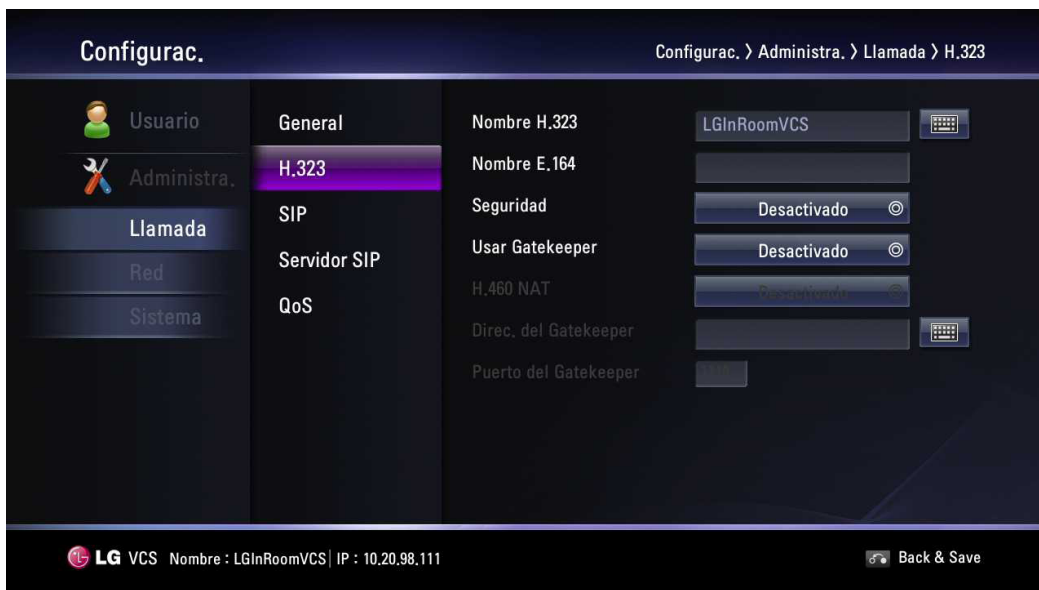 Configurac.
Configurac. > Administra. > Llamada > H.323
Usuario
Administra.
Llamada
Red
Sistema
General
H.323
SIP
Servidor SIP
QoS
Nombre H.323
LGInRoomVCS
Nombre E.164
Seguridad
Desactivado
Usar Gatekeeper
Desactivado
H.460 NAT
Desactivado
Direc. del Gatekeeper
Puerto del Gatekeeper
LG VCS Nombre : LGInRoomVCS| IP : 10.20.98.111
Back & Save